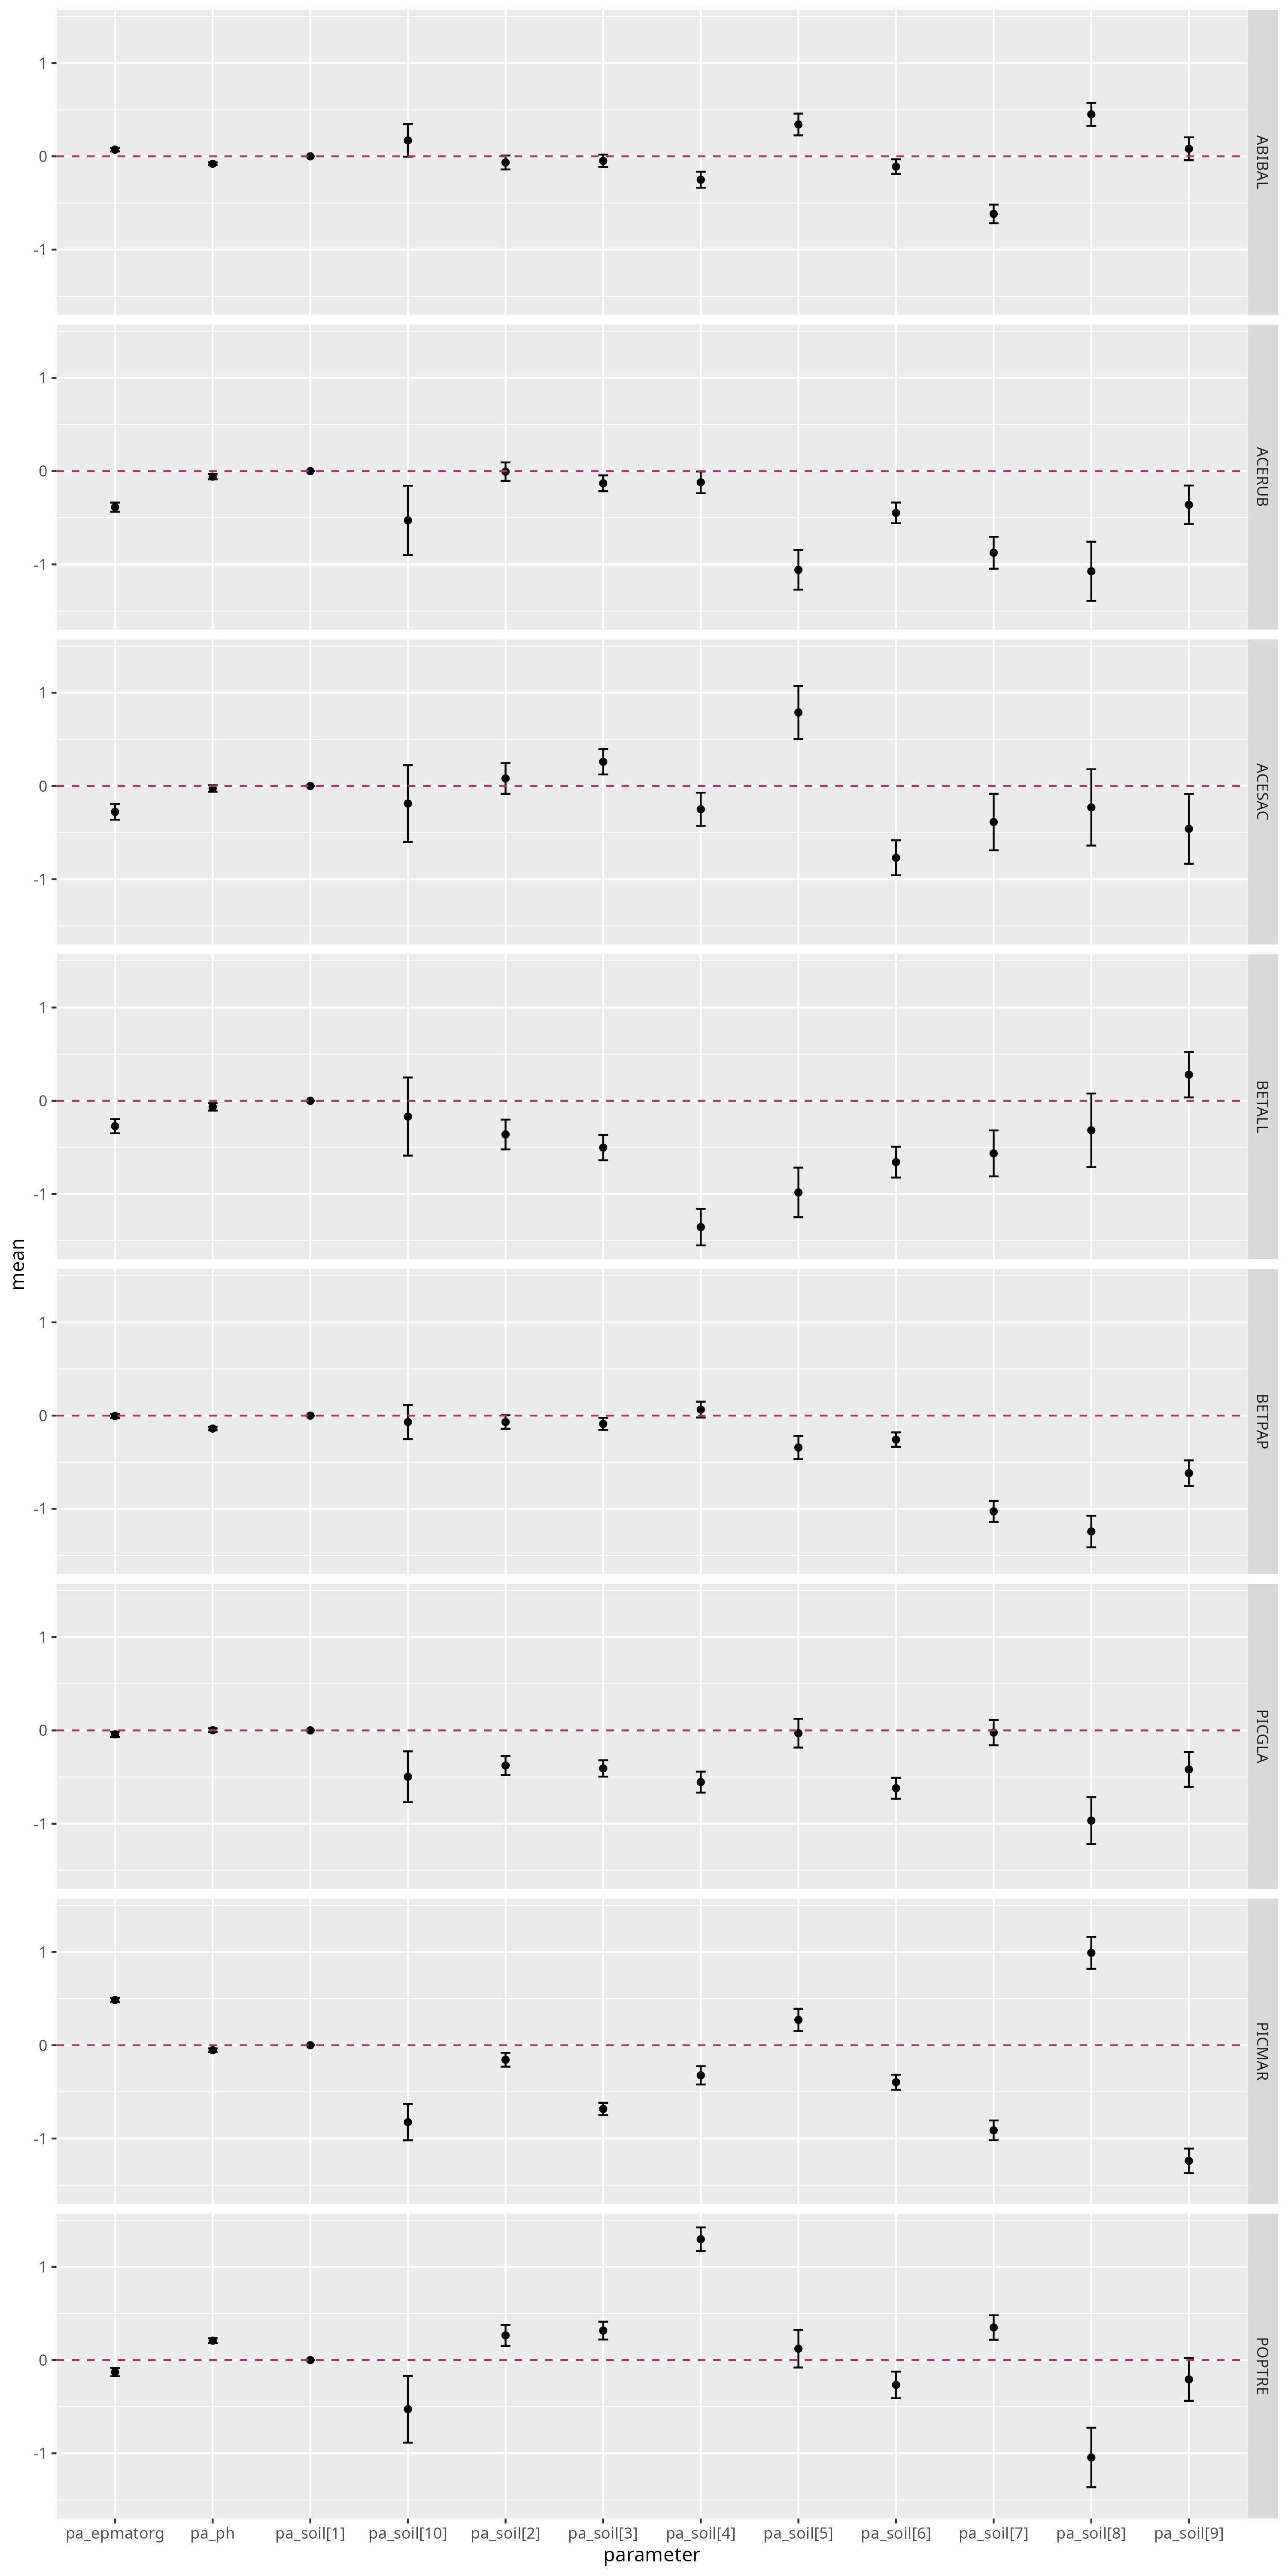 1
0
-1
ABIBAL
1
0
-1
ACERUB
1
0
-1
ACESAC
1
0
-1
BETALL
1
0
-1
BETPAP
1
0
-1
PICGLA
1
0
-1
PICMAR
1
0
-1
POPTRE
mean
pa_epmatorg pa_ph pa_soil[1] pa_soil[10] pa_soil[2] pa_soil[3] pa_soil[4] pa_soil[5] pa_soil[6] pa_soil[7] pa_soil[8] pa_soil[9]
parameter